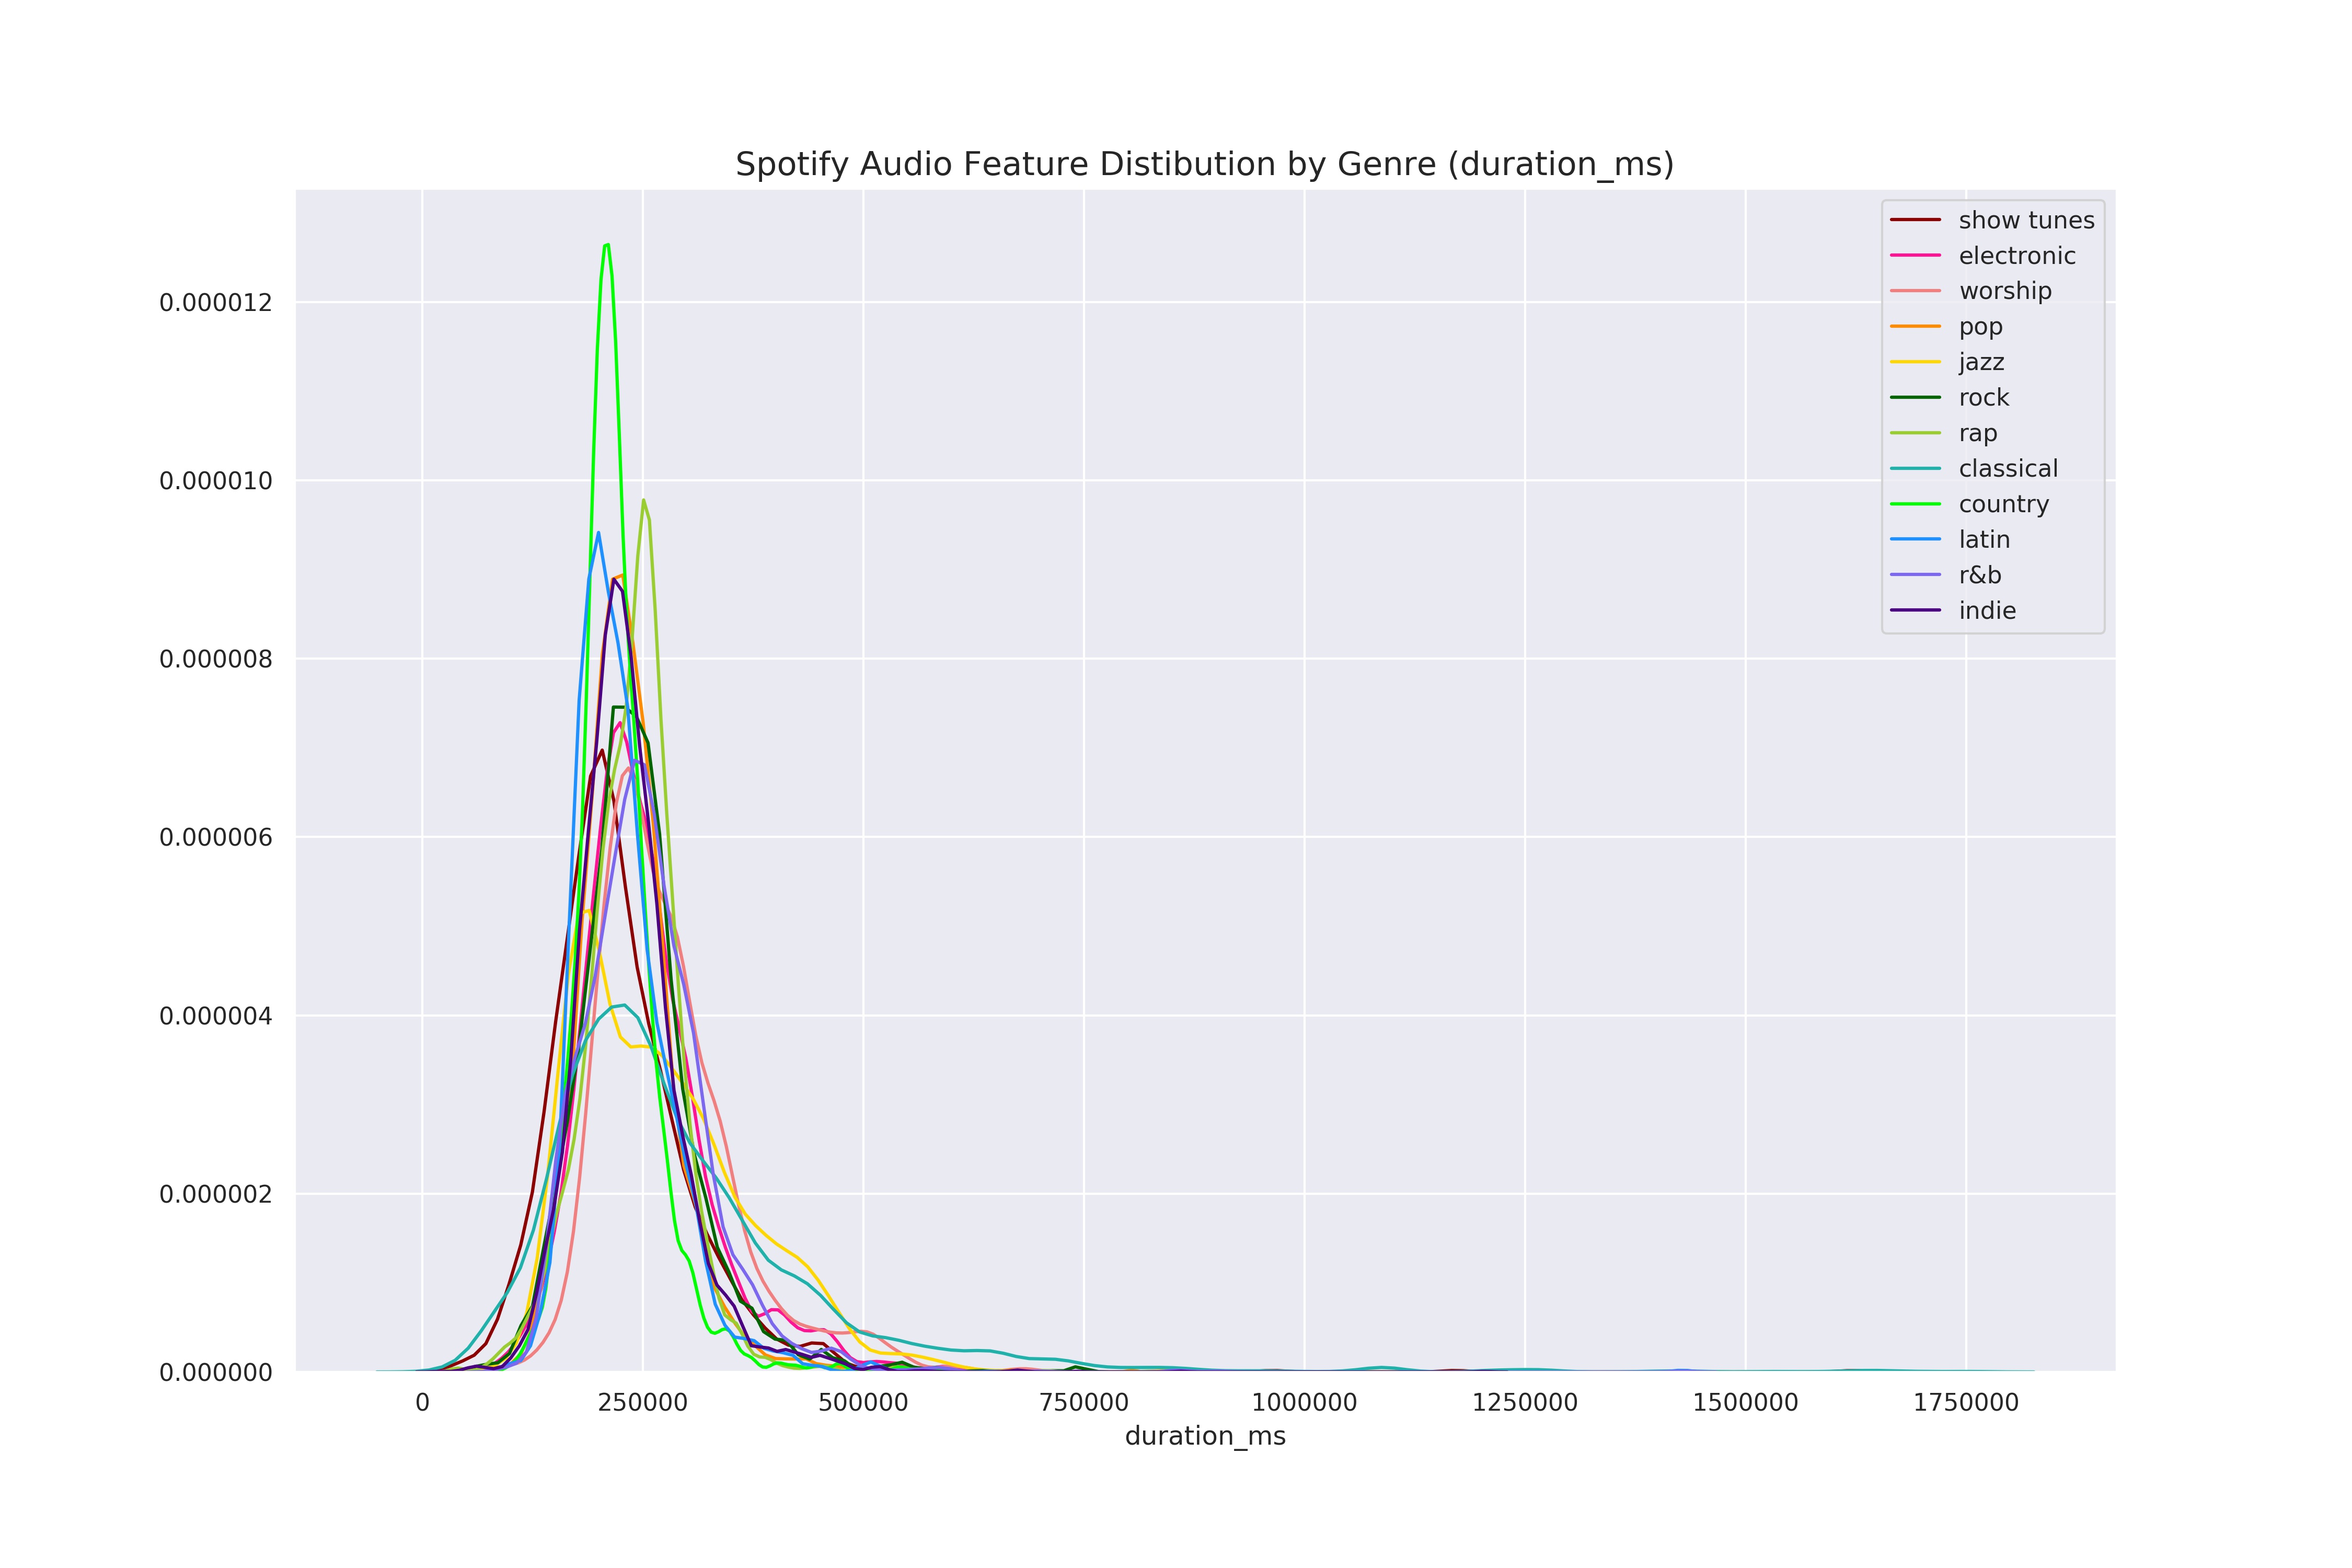 Spotify Audio Feature Distibution by Genre (duration_ms)
show tunes
electronic
worship
pop
jazz
rock
rap
classical
country
latin
r&b
indie
0.000012
0.000010
0.000008
0.000006
0.000004
0.000002
0.000000
0 250000 500000 750000 1000000 1250000 1500000 1750000
duration_ms